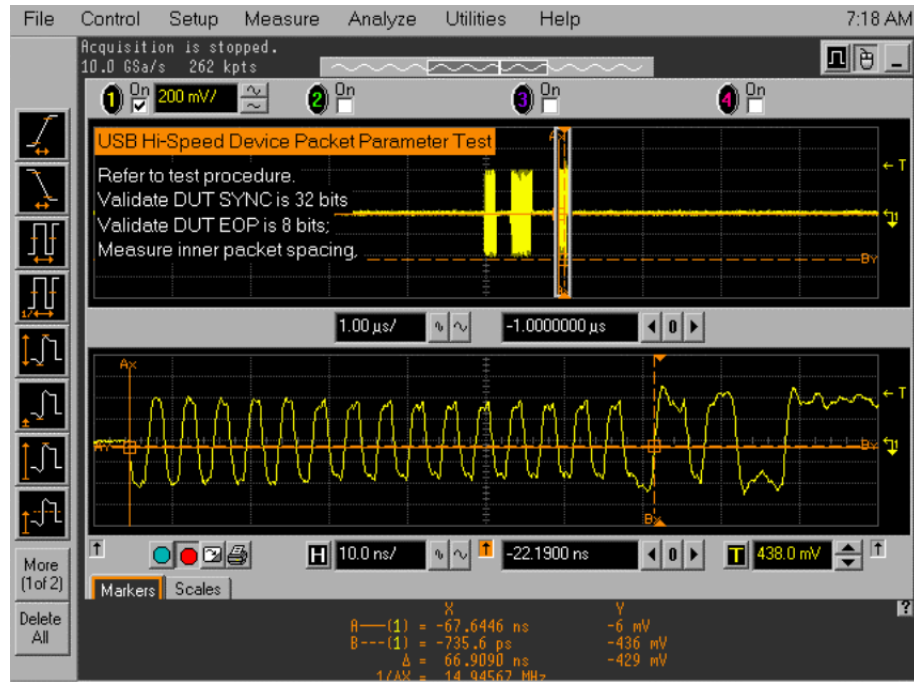 File Control Setup Measure Analyze Utilities Help 7:18 AM
Acquisition is stopped.
10.0 GSa/s 262 kpts
1 On 200 mV/ 2 On 3 On 4 On
USB Hi-Speed Device Packet Parameter Test
Refer to test procedure.
Validate DUT SYNC is 32 bits
Validate DUT EOP is 8 bits;
Measure inner packet spacing.
T
By
1.00 µs/ -1.0000000 µs 0
Ax
T
Ay By
Bx
H 10.0 ns/ -22.1900 ns 0 T 438.0 mV
More
(1 of 2)
Delete
All
Markers Scales
?
X Y
A—(1) = -67.6446 ns -6 mV
B---(1) = -735.6 ps -436 mV
Δ = 66.9090 ns -429 mV
1/ΔX = 14.94567 MHz